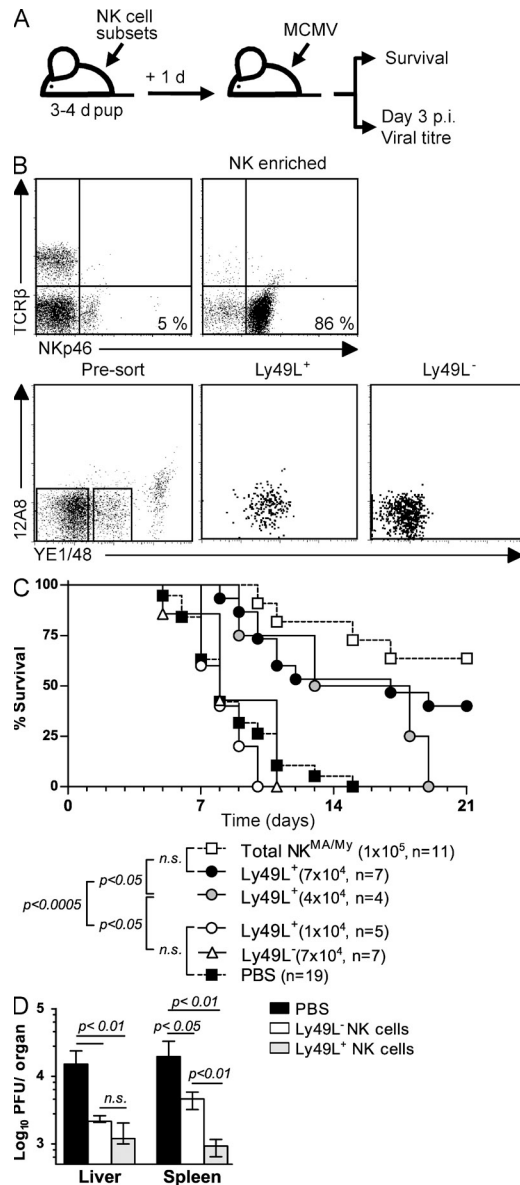 A
NK cell
subsets
MCMV
+ 1 d
3-4 d pup
Survival
Day 3 p.i.
Viral titre
B
NK enriched
TCRβ
5 %
86 %
NKp46
Pre-sort
Ly49L⁺
Ly49L⁻
12A8
YE1/48
C
% Survival
100
75
50
25
0
0
7
14
21
Time (days)
Total NK^MA/My (1x10⁵, n=11)
Ly49L⁺(7x10⁴, n=7)
Ly49L⁺(4x10⁴, n=4)
Ly49L⁺(1x10⁴, n=5)
Ly49L⁻(7x10⁴, n=7)
PBS (n=19)
n.s.
p<0.05
p<0.0005
p<0.05
n.s.
D
PBS
Ly49L⁻ NK cells
Ly49L⁺ NK cells
Log₁₀ PFU/ organ
5
4
3
p< 0.01
n.s.
p< 0.01
p< 0.05
p<0.01
Liver
Spleen